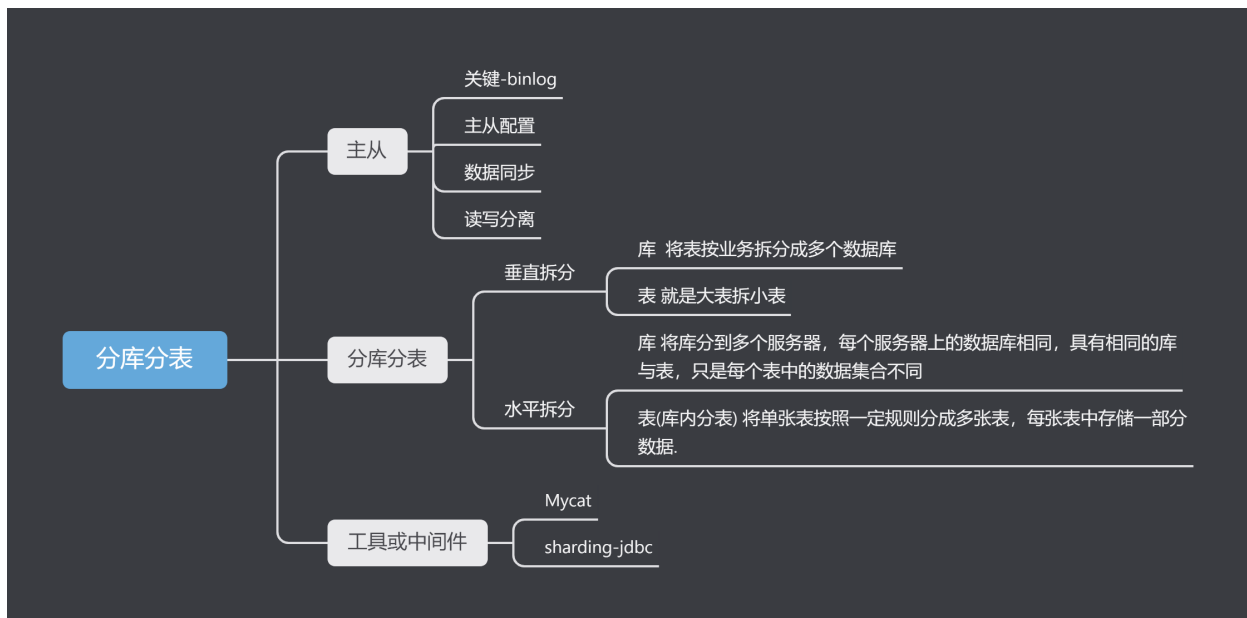 分库分表
主从
关键-binlog
主从配置
数据同步
读写分离
分库分表
垂直拆分
库 将表按业务拆分成多个数据库
表 就是大表拆小表
水平拆分
库 将库分到多个服务器，每个服务器上的数据库相同，具有相同的库
与表，只是每个表中的数据集合不同
表(库内分表) 将单张表按照一定规则分成多张表，每张表中存储一部分
数据.
工具或中间件
Mycat
sharding-jdbc